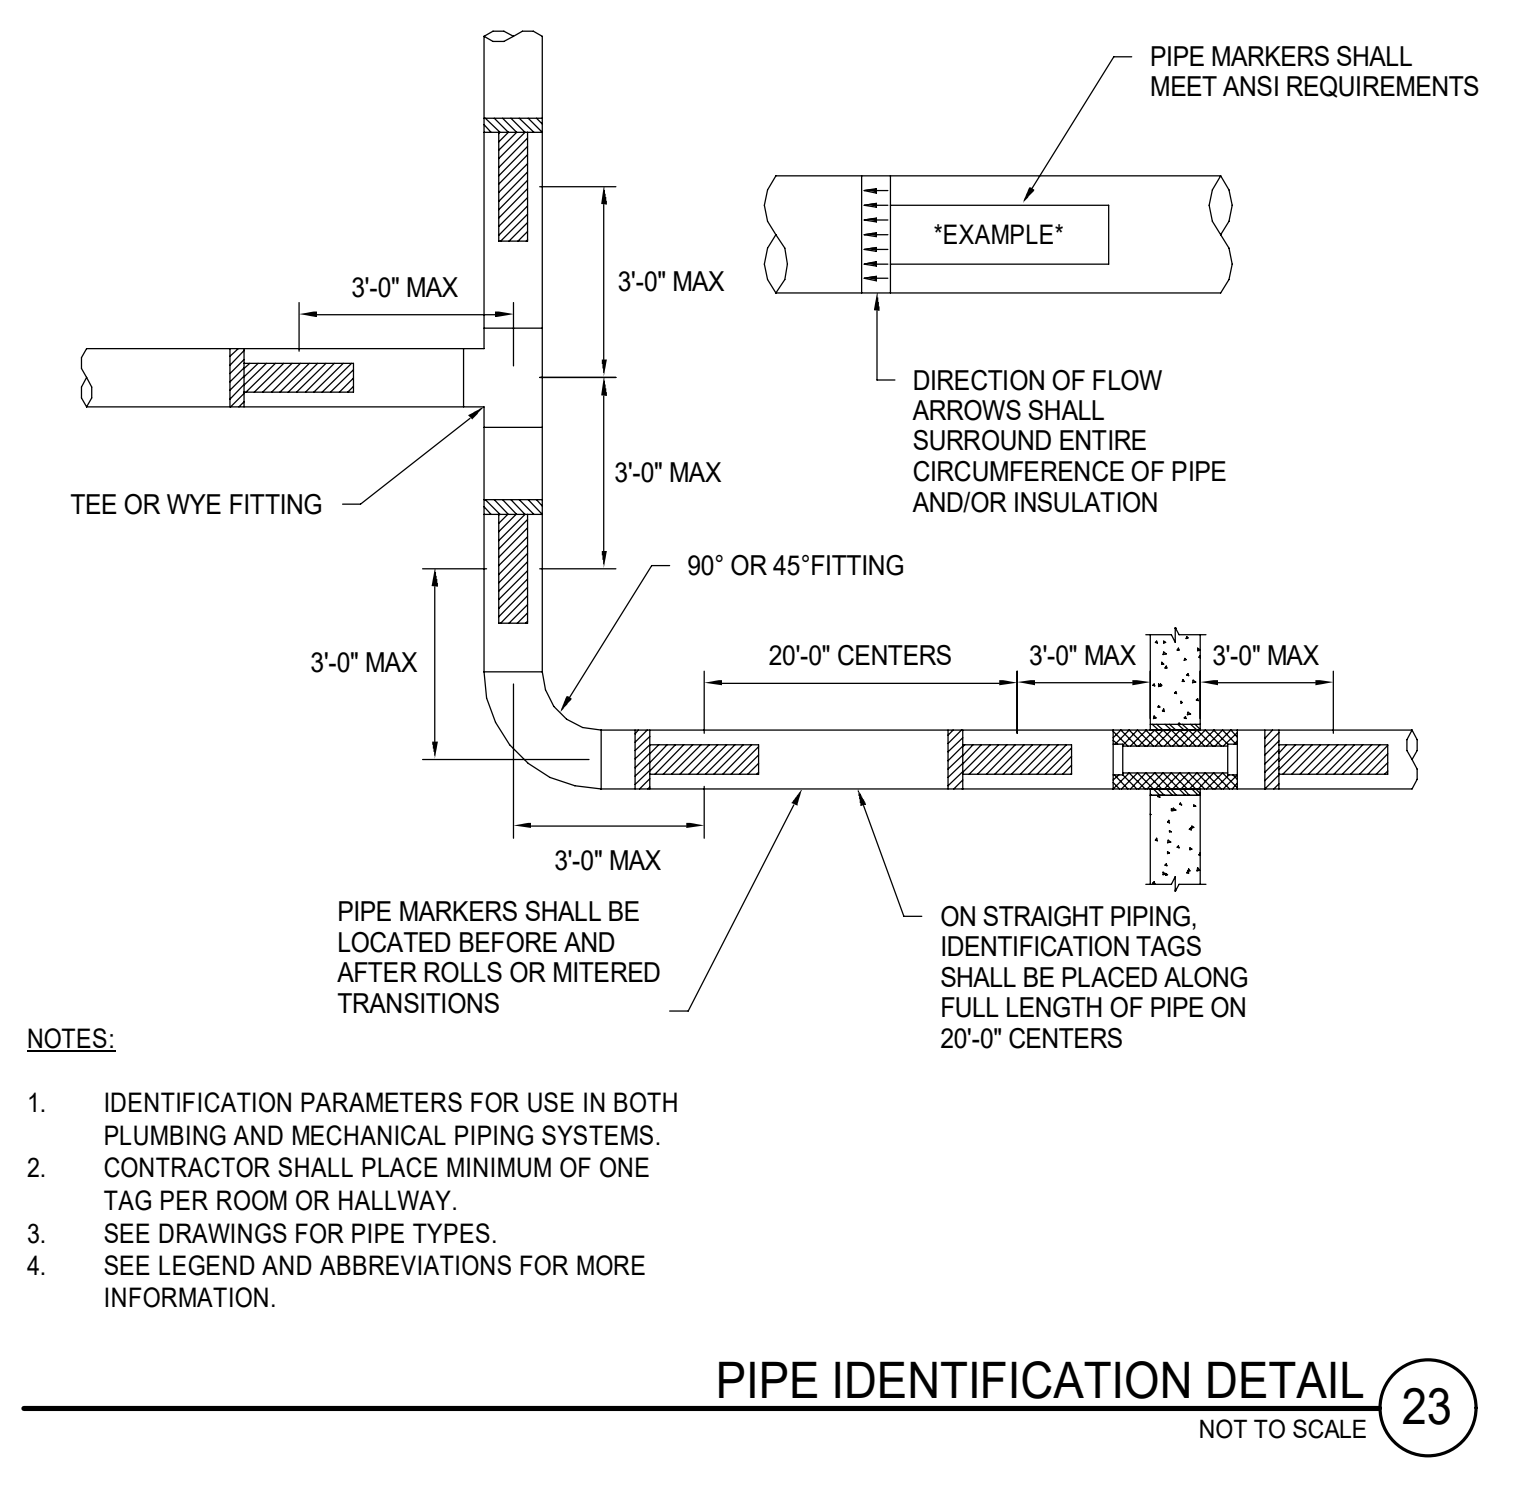 PIPE MARKERS SHALL
MEET ANSI REQUIREMENTS
*EXAMPLE*
3'-0" MAX
3'-0" MAX
DIRECTION OF FLOW
ARROWS SHALL
SURROUND ENTIRE
CIRCUMFERENCE OF PIPE
AND/OR INSULATION
3'-0" MAX
TEE OR WYE FITTING
90° OR 45°FITTING
3'-0" MAX
20'-0" CENTERS
3'-0" MAX
3'-0" MAX
3'-0" MAX
PIPE MARKERS SHALL BE
LOCATED BEFORE AND
AFTER ROLLS OR MITERED
TRANSITIONS
ON STRAIGHT PIPING,
IDENTIFICATION TAGS
SHALL BE PLACED ALONG
FULL LENGTH OF PIPE ON
20'-0" CENTERS
NOTES:
1. IDENTIFICATION PARAMETERS FOR USE IN BOTH
PLUMBING AND MECHANICAL PIPING SYSTEMS.
2. CONTRACTOR SHALL PLACE MINIMUM OF ONE
TAG PER ROOM OR HALLWAY.
3. SEE DRAWINGS FOR PIPE TYPES.
4. SEE LEGEND AND ABBREVIATIONS FOR MORE
INFORMATION.
PIPE IDENTIFICATION DETAIL
23
NOT TO SCALE